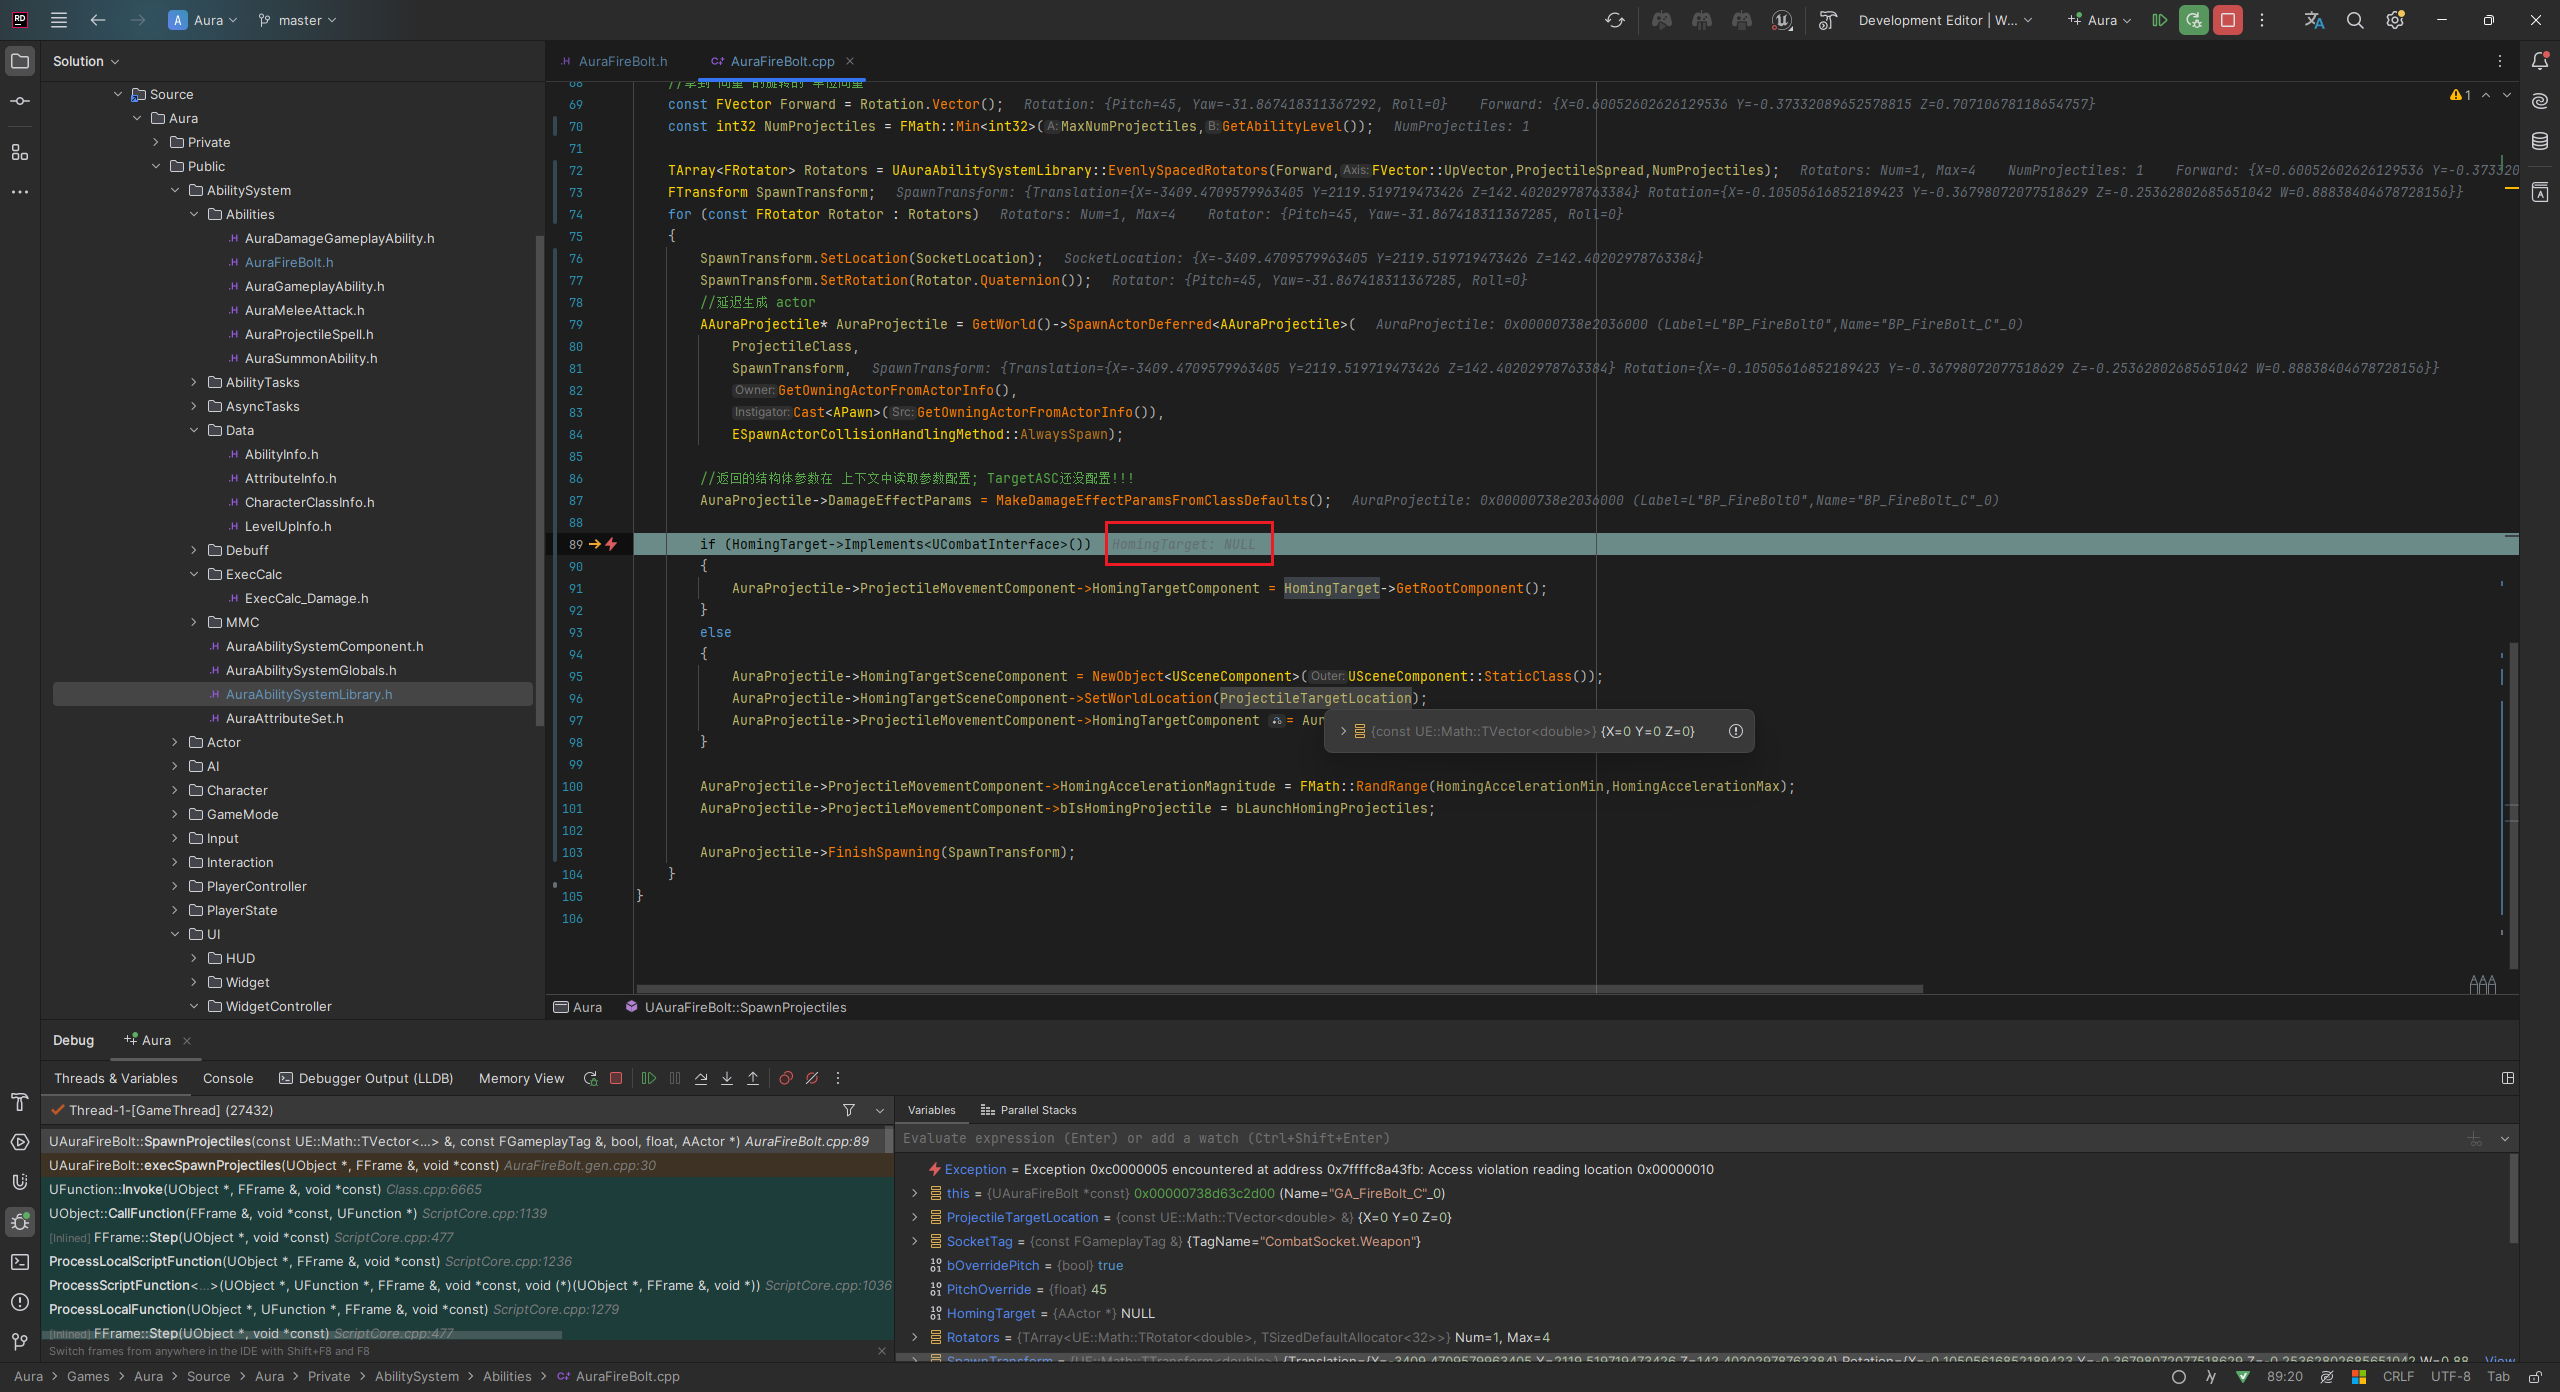 Aura
master
Development Editor | W...
Aura
Solution
AuraFireBolt.h
AuraFireBolt.cpp
Source
Aura
Private
Public
AbilitySystem
Abilities
AuraDamageGameplayAbility.h
AuraFireBolt.h
AuraGameplayAbility.h
AuraMeleeAttack.h
AuraProjectileSpell.h
AuraSummonAbility.h
AbilityTasks
AsyncTasks
Data
AbilityInfo.h
AttributeInfo.h
CharacterClassInfo.h
LevelUpInfo.h
Debuff
ExecCalc
ExecCalc_Damage.h
MMC
AuraAbilitySystemComponent.h
AuraAbilitySystemGlobals.h
AuraAbilitySystemLibrary.h
AuraAttributeSet.h
Actor
AI
Character
GameMode
Input
Interaction
PlayerController
PlayerState
UI
HUD
Widget
WidgetController
1
69 const FVector Forward = Rotation.Vector(); Rotation: {Pitch=45, Yaw=-31.867418311367292, Roll=0} Forward: {X=0.60052602626129536 Y=-0.37332089652578815 Z=0.70710678118654757}
70 const int32 NumProjectiles = FMath::Min<int32>(A:MaxNumProjectiles,B:GetAbilityLevel()); NumProjectiles: 1
71
72 TArray<FRotator> Rotators = UAuraAbilitySystemLibrary::EvenlySpacedRotators(Forward,Axis:FVector::UpVector,ProjectileSpread,NumProjectiles); Rotators: Num=1, Max=4 NumProjectiles: 1 Forward: {X=0.60052602626129536 Y=-0.37332
73 FTransform SpawnTransform; SpawnTransform: {Translation={X=-3409.4709579963405 Y=2119.519719473426 Z=142.40202978763384} Rotation={X=-0.10505616852189423 Y=-0.36798072077518629 Z=-0.25362802685651042 W=0.88838404678728156}}
74 for (const FRotator Rotator : Rotators) Rotators: Num=1, Max=4 Rotator: {Pitch=45, Yaw=-31.867418311367285, Roll=0}
75 {
76 SpawnTransform.SetLocation(SocketLocation); SocketLocation: {X=-3409.4709579963405 Y=2119.519719473426 Z=142.40202978763384}
77 SpawnTransform.SetRotation(Rotator.Quaternion()); Rotator: {Pitch=45, Yaw=-31.867418311367285, Roll=0}
78 //延迟生成 actor
79 AAuraProjectile* AuraProjectile = GetWorld()->SpawnActorDeferred<AAuraProjectile>( AuraProjectile: 0x00000738e2036000 (Label=L"BP_FireBolt0",Name="BP_FireBolt_C"_0)
80 ProjectileClass,
81 SpawnTransform, SpawnTransform: {Translation={X=-3409.4709579963405 Y=2119.519719473426 Z=142.40202978763384} Rotation={X=-0.10505616852189423 Y=-0.36798072077518629 Z=-0.25362802685651042 W=0.88838404678728156}}
82 Owner:GetOwningActorFromActorInfo(),
83 Instigator:Cast<APawn>(Src:GetOwningActorFromActorInfo()),
84 ESpawnActorCollisionHandlingMethod::AlwaysSpawn);
85
86 //返回的结构体参数在 上下文中读取参数配置; TargetASC还没配置!!!
87 AuraProjectile->DamageEffectParams = MakeDamageEffectParamsFromClassDefaults(); AuraProjectile: 0x00000738e2036000 (Label=L"BP_FireBolt0",Name="BP_FireBolt_C"_0)
88
89 if (HomingTarget->Implements<UCombatInterface>()) HomingTarget: NULL
90 {
91 AuraProjectile->ProjectileMovementComponent->HomingTargetComponent = HomingTarget->GetRootComponent();
92 }
93 else
94 {
95 AuraProjectile->HomingTargetSceneComponent = NewObject<USceneComponent>(Outer:USceneComponent::StaticClass());
96 AuraProjectile->HomingTargetSceneComponent->SetWorldLocation(ProjectileTargetLocation);
97 AuraProjectile->ProjectileMovementComponent->HomingTargetComponent = Aur
{const UE::Math::TVector<double>} {X=0 Y=0 Z=0}
98 }
99
100 AuraProjectile->ProjectileMovementComponent->HomingAccelerationMagnitude = FMath::RandRange(HomingAccelerationMin,HomingAccelerationMax);
101 AuraProjectile->ProjectileMovementComponent->bIsHomingProjectile = bLaunchHomingProjectiles;
102
103 AuraProjectile->FinishSpawning(SpawnTransform);
104 }
105 }
106
Aura UAuraFireBolt::SpawnProjectiles
Debug Aura
Threads & Variables Console Debugger Output (LLDB) Memory View
Thread-1-[GameThread] (27432)
UAuraFireBolt::SpawnProjectiles(const UE::Math::TVector<...> &, const FGameplayTag &, bool, float, AActor *) AuraFireBolt.cpp:89
UAuraFireBolt::execSpawnProjectiles(UObject *, FFrame &, void *const) AuraFireBolt.gen.cpp:30
UFunction::Invoke(UObject *, FFrame &, void *const) Class.cpp:6665
UObject::CallFunction(FFrame &, void *const, UFunction *) ScriptCore.cpp:1139
[Inlined] FFrame::Step(UObject *, void *const) ScriptCore.cpp:477
ProcessLocalScriptFunction(UObject *, FFrame &, void *const) ScriptCore.cpp:1236
ProcessScriptFunction<...>(UObject *, UFunction *, FFrame &, void *const, void (*)(UObject *, FFrame &, void *)) ScriptCore.cpp:1036
ProcessLocalFunction(UObject *, UFunction *, FFrame &, void *const) ScriptCore.cpp:1279
[Inlined] FFrame::Step(UObject *, void *const) ScriptCore.cpp:477
Switch frames from anywhere in the IDE with Shift+F8 and F8
Variables Parallel Stacks
Evaluate expression (Enter) or add a watch (Ctrl+Shift+Enter)
Exception = Exception 0xc0000005 encountered at address 0x7ffffc8a43fb: Access violation reading location 0x00000010
this = {UAuraFireBolt *const} 0x00000738d63c2d00 (Name="GA_FireBolt_C"_0)
ProjectileTargetLocation = {const UE::Math::TVector<double> &} {X=0 Y=0 Z=0}
SocketTag = {const FGameplayTag &} {TagName="CombatSocket.Weapon"}
bOverridePitch = {bool} true
PitchOverride = {float} 45
HomingTarget = {AActor *} NULL
Rotators = {TArray<UE::Math::TRotator<double>, TSizedDefaultAllocator<32>>} Num=1, Max=4
SpawnTransform = {UE::Math::TTransform<double>} {Translation={X=-3409.4709579963405 Y=2119.519719473426 Z=142.40202978763384} Rotation={X=-0.10505616852189423 Y=-0.36798072077518629 Z=-0.25362802685651042 W=0.88 View
Aura > Games > Aura > Source > Aura > Private > AbilitySystem > Abilities > AuraFireBolt.cpp
89:20 CRLF UTF-8 Tab